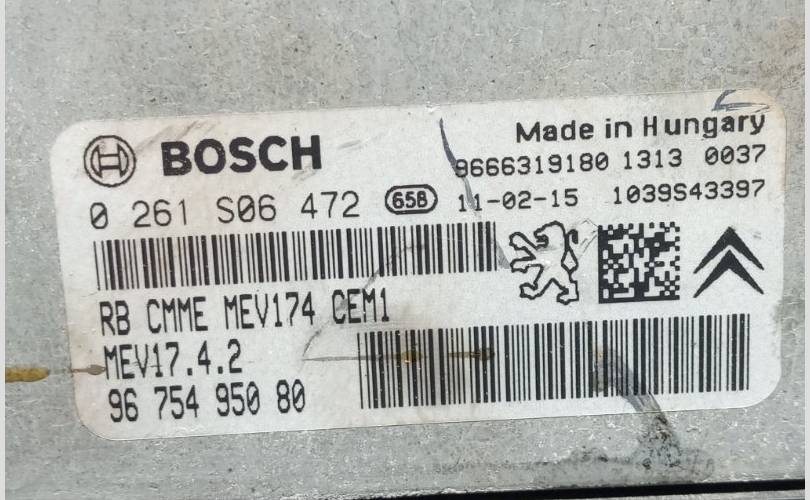 BOSCH
Made in Hungary
9666319180 1313 0037
0 261 S06 472 65B 11-02-15 1039S43397
RB CMME MEV174 CEM1
MEV17.4.2
96 754 950 80